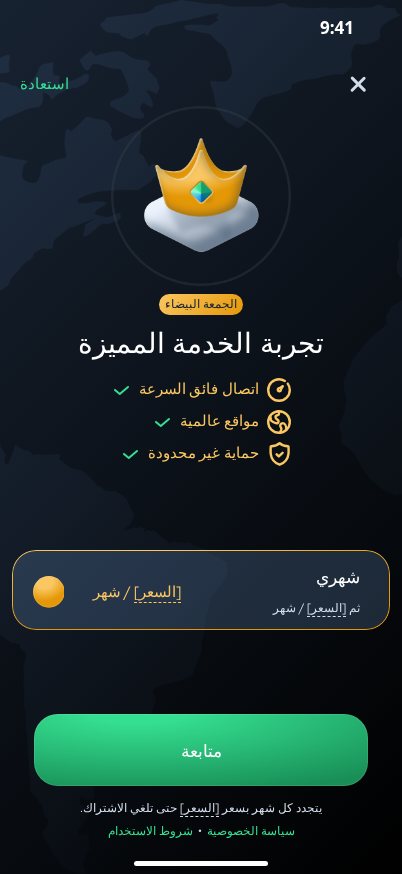 9:41
استعادة
الجمعة البيضاء
تجربة الخدمة المميزة
اتصال فائق السرعة
مواقع عالمية
حماية غير محدودة
شهري
ثم [السعر] / شهر
[السعر] / شهر
متابعة
يتجدد كل شهر بسعر [السعر] حتى تلغي الاشتراك.
سياسة الخصوصية • شروط الاستخدام